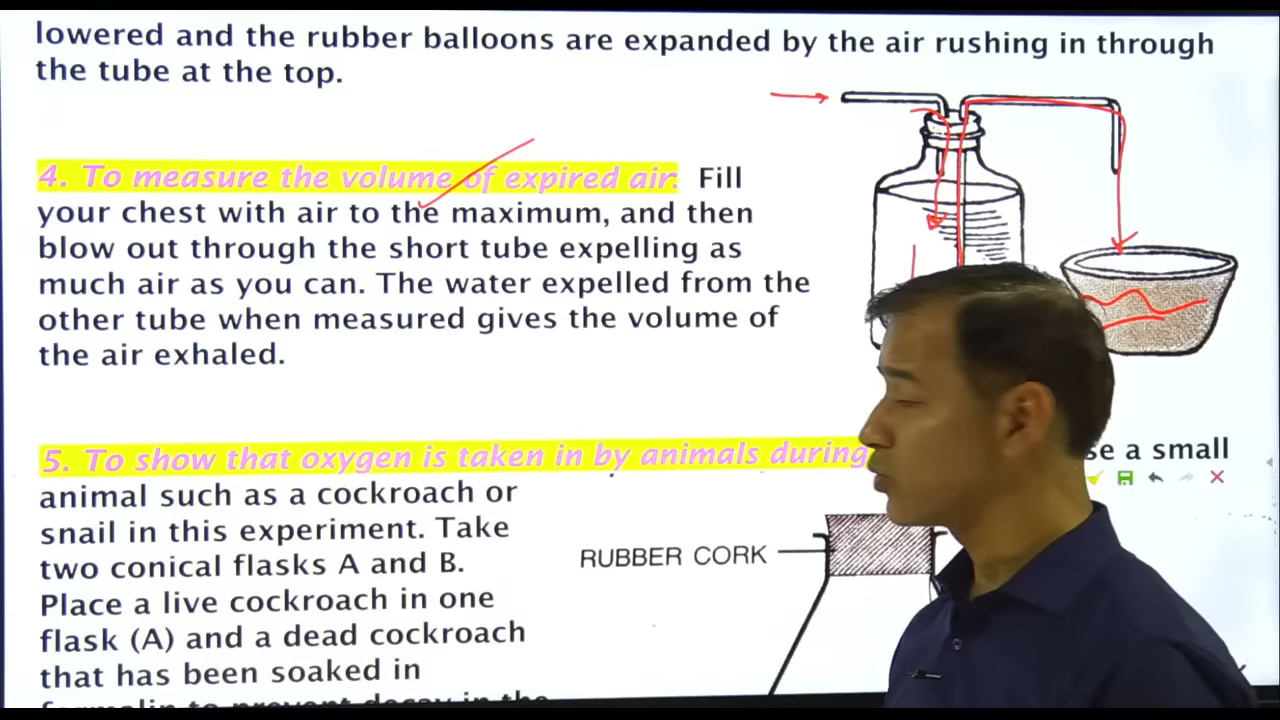 lowered and the rubber balloons are expanded by the air rushing in through
the tube at the top.
4. To measure the volume of expired air: Fill
your chest with air to the maximum, and then
blow out through the short tube expelling as
much air as you can. The water expelled from the
other tube when measured gives the volume of
the air exhaled.
5. To show that oxygen is taken in by animals during
a small
animal such as a cockroach or
snail in this experiment. Take
two conical flasks A and B.
Place a live cockroach in one
flask (A) and a dead cockroach
that has been soaked in
RUBBER CORK